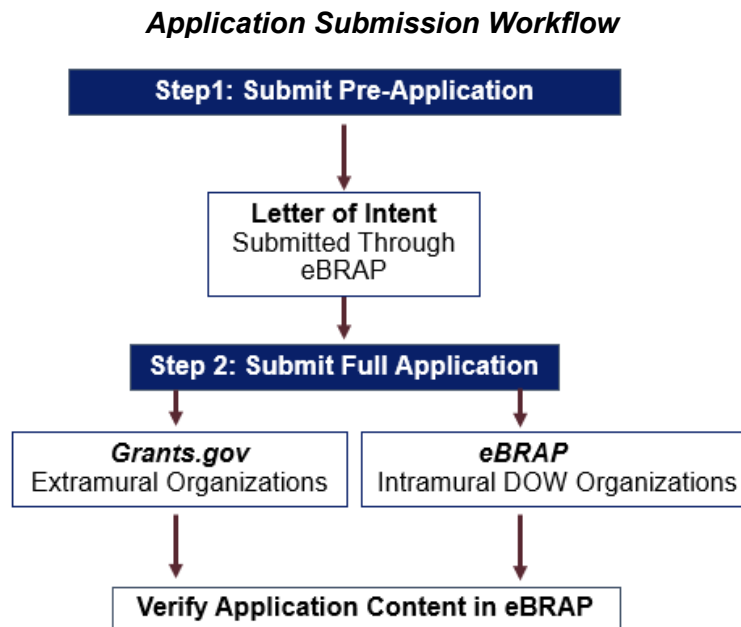 Application Submission Workflow
Step1: Submit Pre-Application
Letter of Intent
Submitted Through
eBRAP
Step 2: Submit Full Application
Grants.gov
Extramural Organizations
eBRAP
Intramural DOW Organizations
Verify Application Content in eBRAP